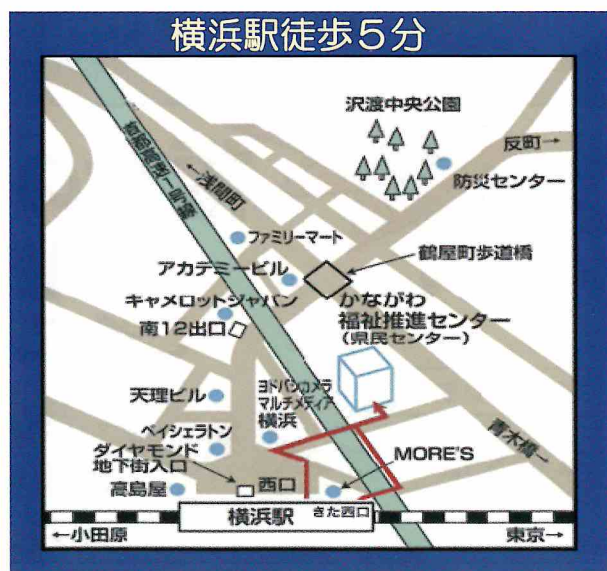 横浜駅徒歩5分
沢渡中央公園
反町→
防災センター
←浅間町
ファミリーマート
鶴屋町歩道橋
アカデミービル
キャメロットジャパン
かながわ
福祉推進センター
(県民センター)
南12出口
天理ビル
ヨドバシカメラ
マルチメディア
横浜
青木橋→
ベイシェラトン
ダイヤモンド
地下街入口
MORE'S
高島屋
西口
きた西口
横浜駅
←小田原
東京→